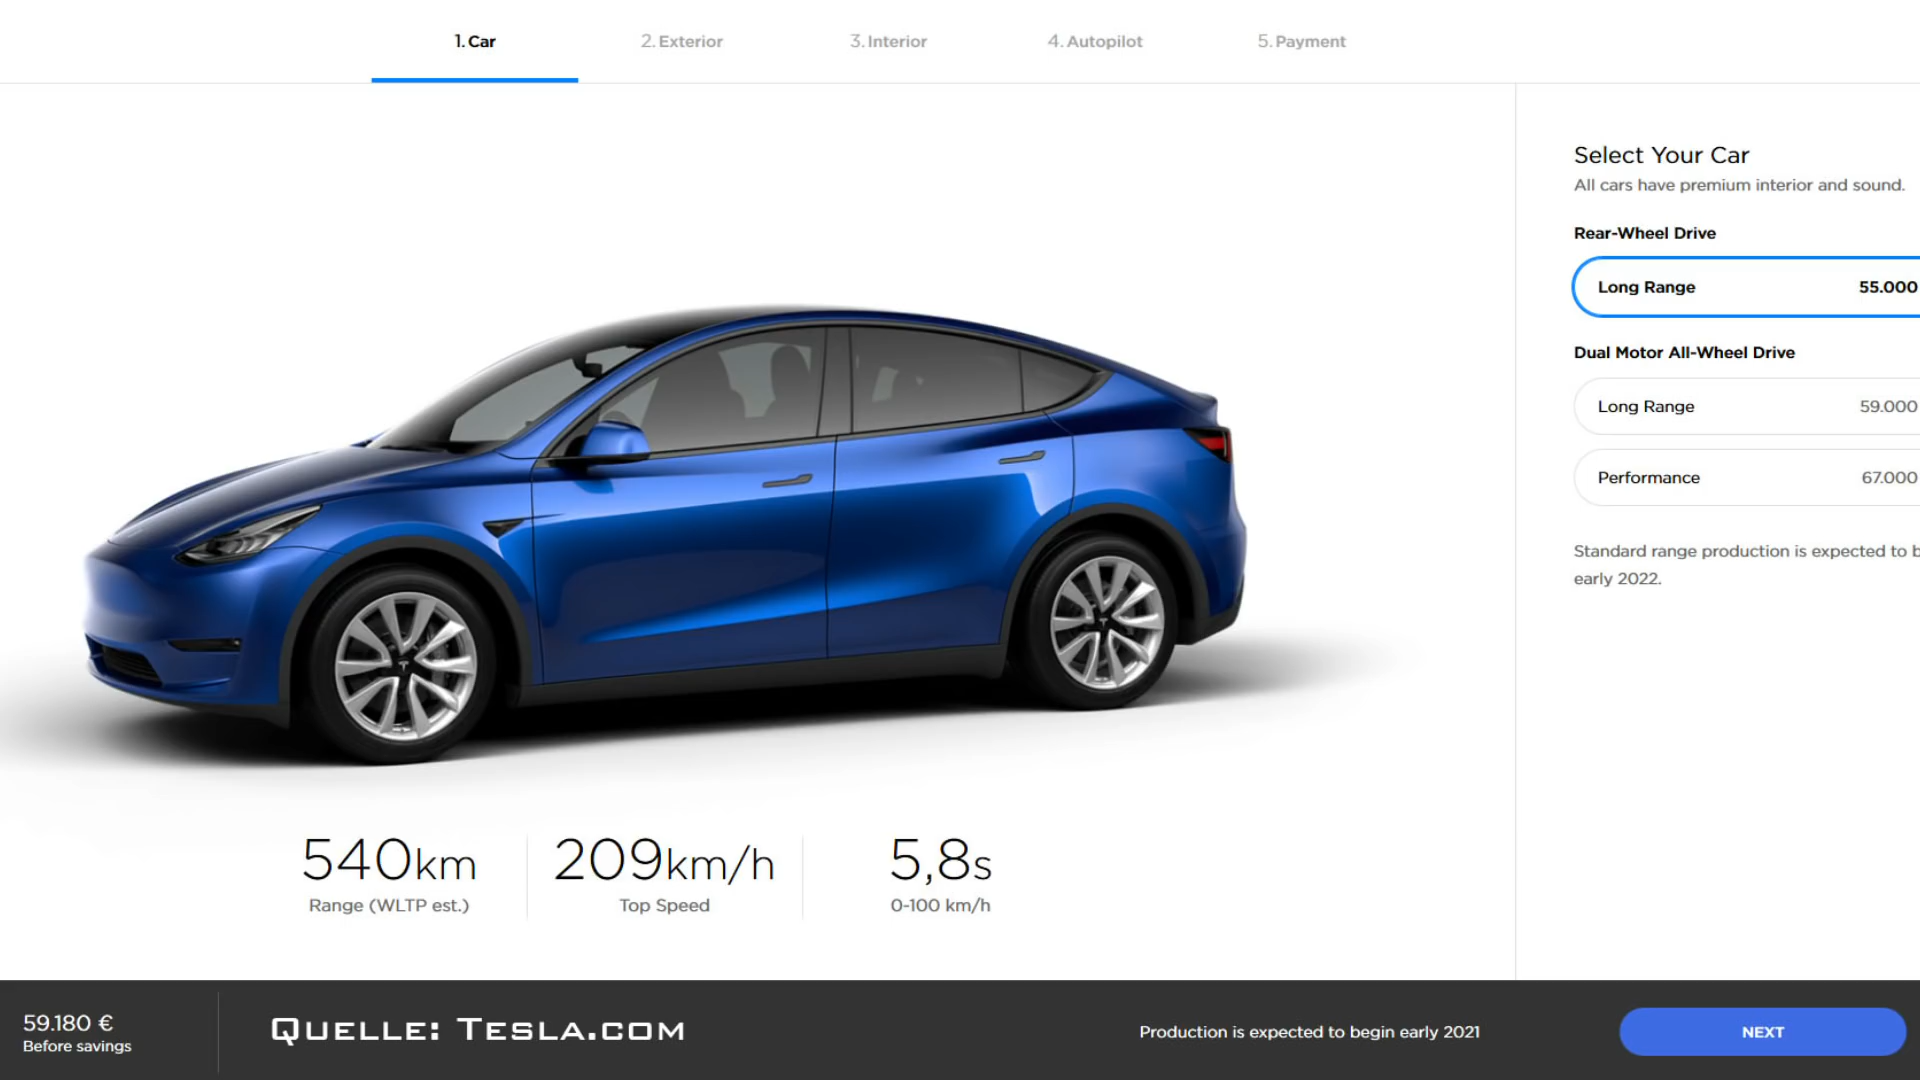 1. Car
2. Exterior
3. Interior
4. Autopilot
5. Payment
Select Your Car
All cars have premium interior and sound.
Rear-Wheel Drive
Long Range 55.000
Dual Motor All-Wheel Drive
Long Range 59.000
Performance 67.000
Standard range production is expected to
early 2022.
540km
Range (WLTP est.)
209km/h
Top Speed
5,8s
0-100 km/h
59.180 €
Before savings
Quelle: Tesla.com
Production is expected to begin early 2021
NEXT